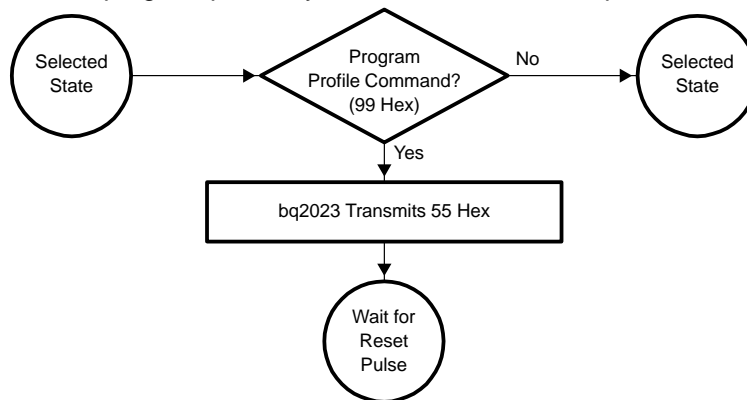 Selected
State
Program
Profile Command?
(99 Hex)
No
Selected
State
Yes
bq2023 Transmits 55 Hex
Wait for
Reset
Pulse